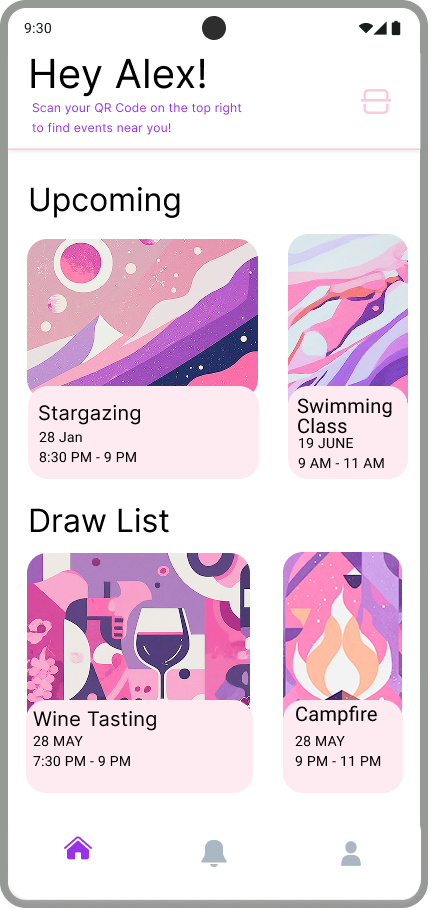 9:30
Hey Alex!
Scan your QR Code on the top right
to find events near you!
Upcoming
Stargazing
28 Jan
8:30 PM - 9 PM
Swimming
Class
19 JUNE
9 AM - 11 AM
Draw List
Wine Tasting
28 MAY
7:30 PM - 9 PM
Campfire
28 MAY
9 PM - 11 PM